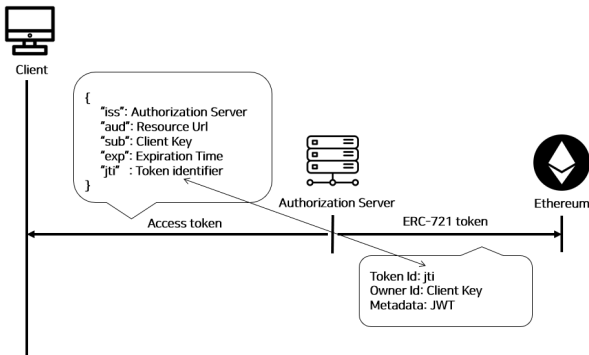 Client
{
"iss": Authorization Server
"aud": Resource Url
"sub": Client Key
"exp": Expiration Time
"jti" : Token identifier
}
Authorization Server
Ethereum
Access token
ERC-721 token
Token Id: jti
Owner Id: Client Key
Metadata: JWT